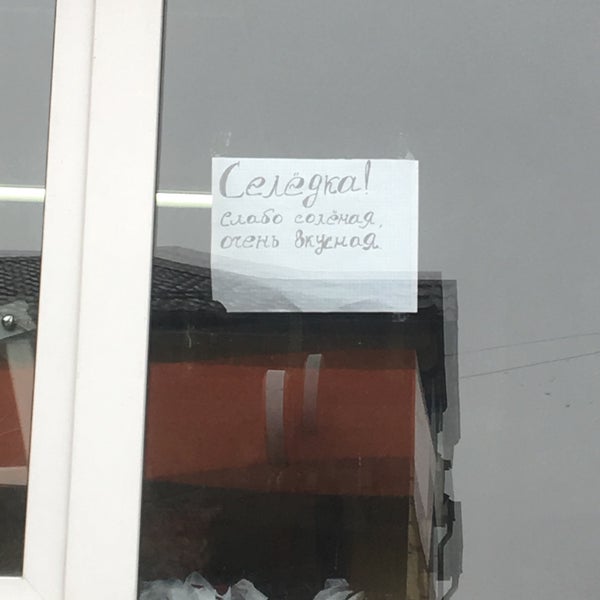 Селёдка!
слабо солёная,
очень вкусная